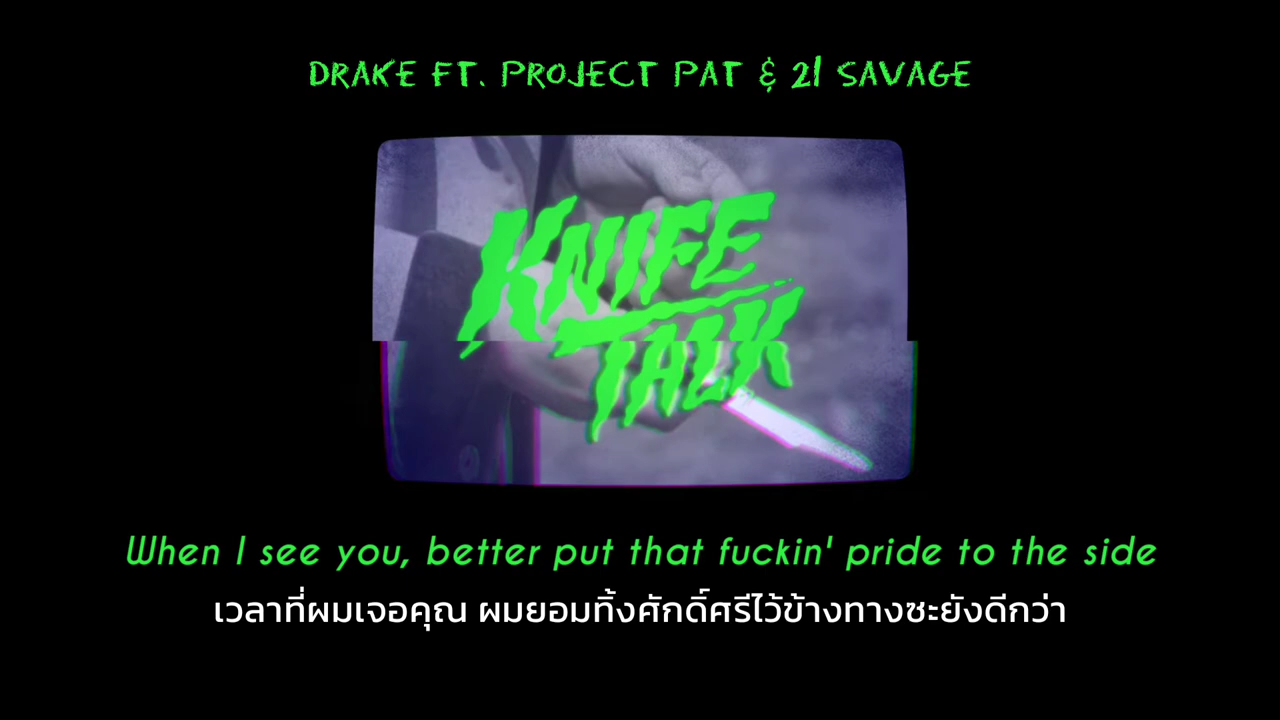 DRAKE FT. PROJECT PAT & 21 SAVAGE
KNIFE
TALK
When I see you, better put that fuckin' pride to the side
เวลาที่ผมเจอคุณ ผมยอมทิ้งศักดิ์ศรีไว้ข้างทางซะยังดีกว่า